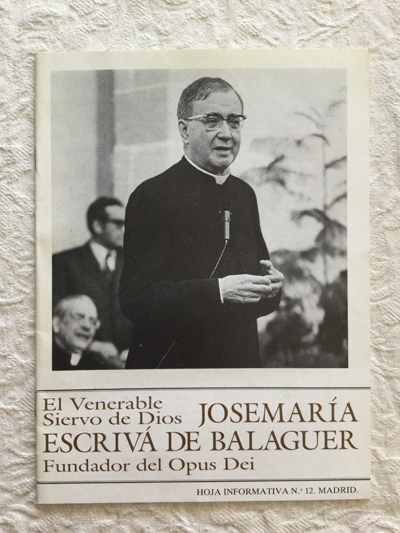 El Venerable
Siervo de Dios JOSEMARÍA
ESCRIVÁ DE BALAGUER
Fundador del Opus Dei
HOJA INFORMATIVA N.º 12. MADRID.